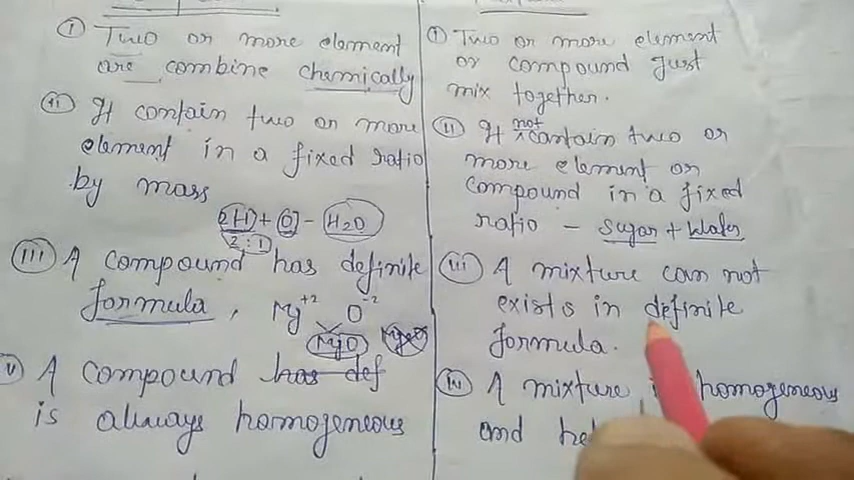 (i) Two or more element
are combine chemically
(ii) It contain two or more
element in a fixed ratio
by mass
2H + O - H₂O
2 : 1
(iii) A compound has definite
formula, Mg⁺² O⁻²
MgO
(iv) A compound has def
is always homogeneous
(i) Two or more element
or compound Just
mix together.
(ii) It not contain two or
more element or
compound in a fixed
ratio - Sugar + Water
(iii) A mixture can not
exists in definite
formula.
(iv) A mixture homogeneous
and